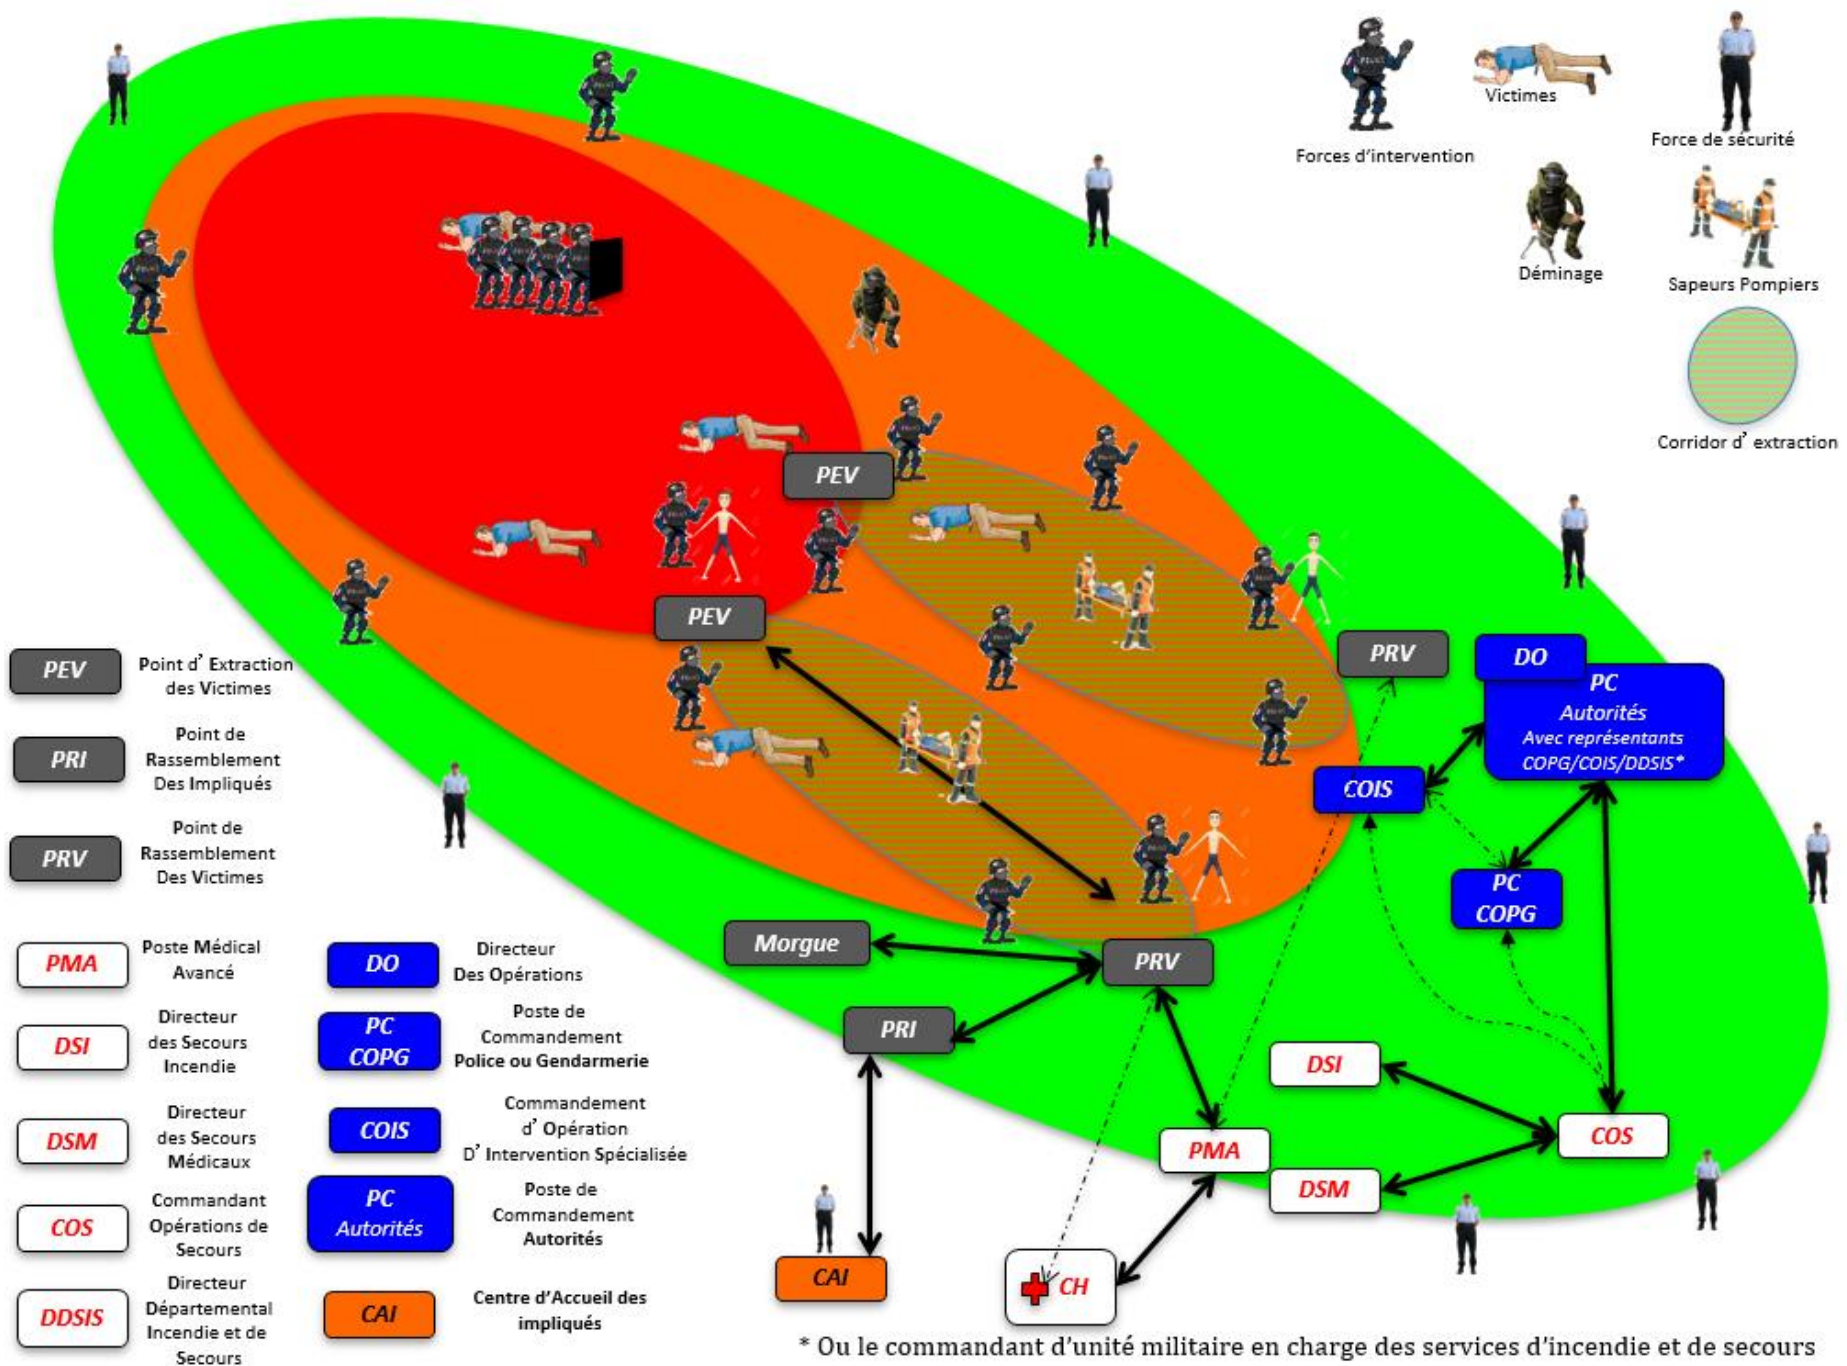 Victimes
Forces d’intervention
Force de sécurité
Déminage
Sapeurs Pompiers
Corridor d’ extraction
PEV
PEV
PRV
DO
PC
Autorités
Avec représentants
COPG/COIS/DDSIS*
COIS
PC
COPG
Morgue
PRV
PRI
DSI
COS
PMA
DSM
CAI
CH
PEV
Point d’ Extraction
des Victimes
PRI
Point de
Rassemblement
Des Impliqués
PRV
Point de
Rassemblement
Des Victimes
PMA
Poste Médical
Avancé
DSI
Directeur
des Secours
Incendie
DSM
Directeur
des Secours
Médicaux
COS
Commandant
Opérations de
Secours
DDSIS
Directeur
Départemental
Incendie et de
Secours
DO
Directeur
Des Opérations
PC
COPG
Poste de
Commandement
Police ou Gendarmerie
COIS
Commandement
d’ Opération
D’ Intervention Spécialisée
PC
Autorités
Poste de
Commandement
Autorités
CAI
Centre d’Accueil des
impliqués
* Ou le commandant d’unité militaire en charge des services d’incendie et de secours